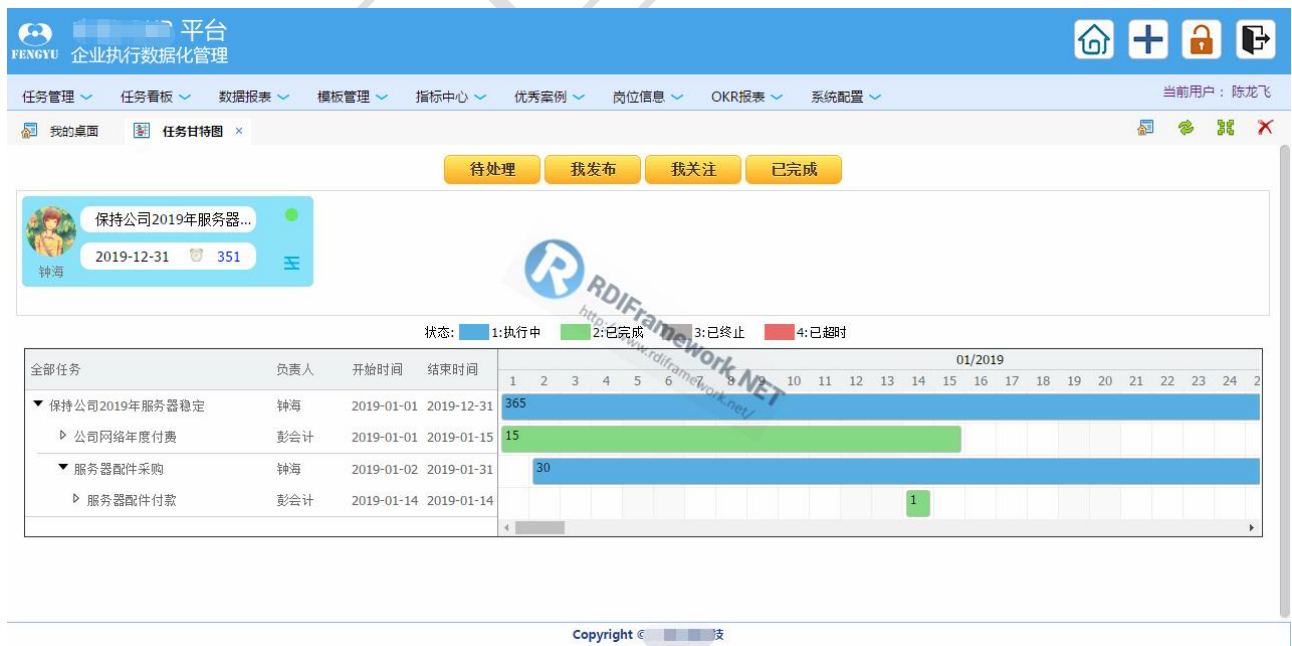 平台
FENGYU 企业执行数据化管理
任务管理 任务看板 数据报表 模板管理 指标中心 优秀案例 岗位信息 OKR报表 系统配置 当前用户：陈龙飞
我的桌面 任务甘特图 ×
待处理 我发布 我关注 已完成
保持公司2019年服务器...
2019-12-31 351
钟海
R RDIFramework.NET
http://www.rdiframework.net/
状态: 1:执行中 2:已完成 3:已终止 4:已超时
全部任务 负责人 开始时间 结束时间 01/2019
1 2 3 4 5 6 7 8 9 10 11 12 13 14 15 16 17 18 19 20 21 22 23 24 2
保持公司2019年服务器稳定 钟海 2019-01-01 2019-12-31 365
公司网络年度付费 彭会计 2019-01-01 2019-01-15 15
服务器配件采购 钟海 2019-01-02 2019-01-31 30
服务器配件付款 彭会计 2019-01-14 2019-01-14 1
Copyright © 技